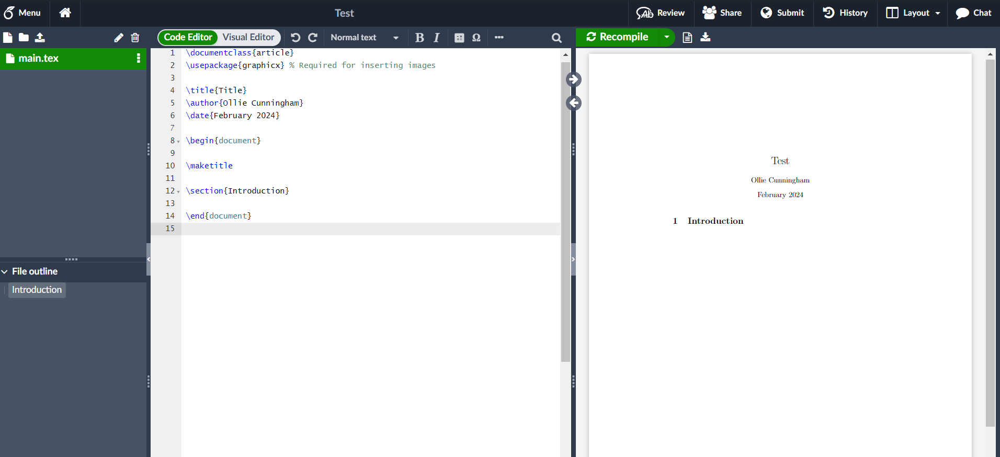 Menu
Test
Review
Share
Submit
History
Layout
Chat
Code Editor
Visual Editor
Normal text
B I
Ω
Recompile
main.tex
File outline
Introduction
1 \documentclass{article}
2 \usepackage{graphicx} % Required for inserting images
3
4 \title{Title}
5 \author{Ollie Cunningham}
6 \date{February 2024}
7
8 \begin{document}
9
10 \maketitle
11
12 \section{Introduction}
13
14 \end{document}
15
Test
Ollie Cunningham
February 2024
1 Introduction